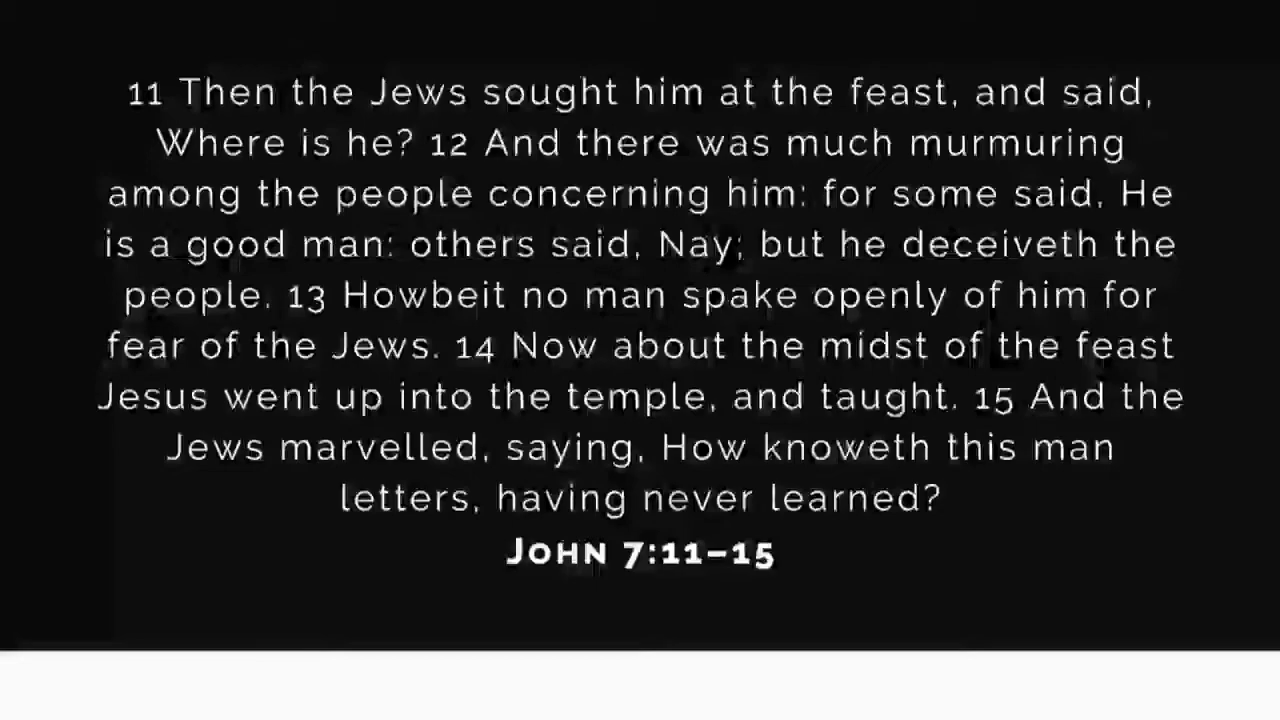 11 Then the Jews sought him at the feast, and said,
Where is he? 12 And there was much murmuring
among the people concerning him: for some said, He
is a good man: others said, Nay; but he deceiveth the
people. 13 Howbeit no man spake openly of him for
fear of the Jews. 14 Now about the midst of the feast
Jesus went up into the temple, and taught. 15 And the
Jews marvelled, saying, How knoweth this man
letters, having never learned?
JOHN 7:11–15